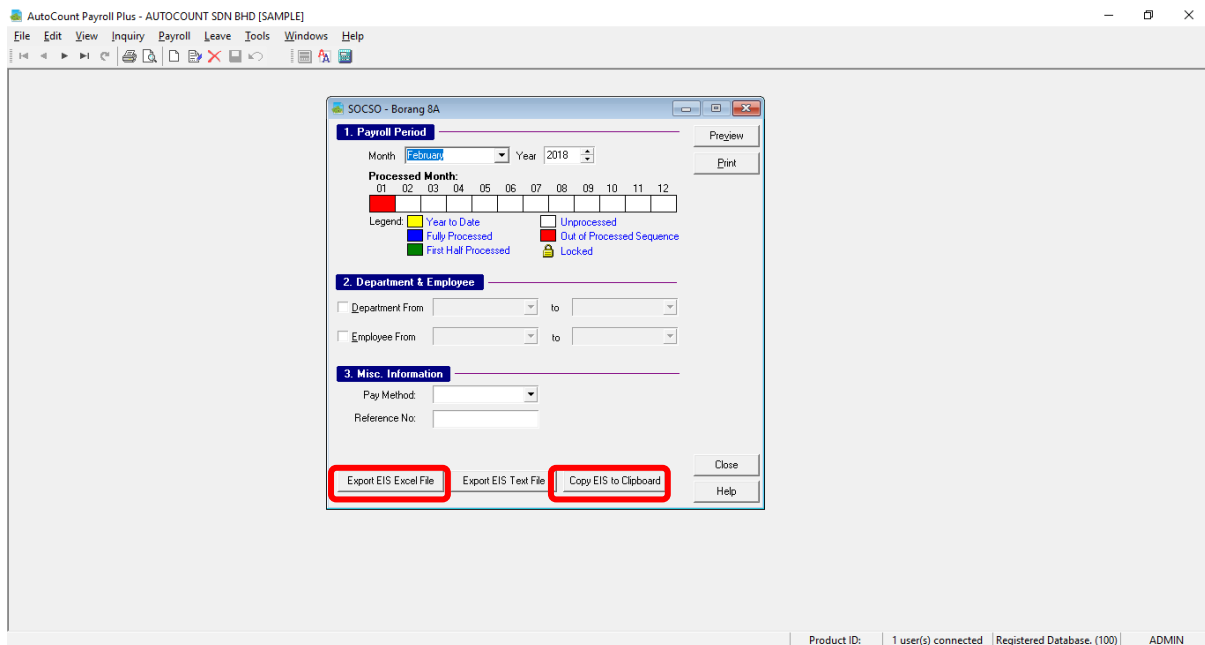 AutoCount Payroll Plus - AUTOCOUNT SDN BHD [SAMPLE]
File Edit View Inquiry Payroll Leave Tools Windows Help
SOCSO - Borang 8A
1. Payroll Period
Preview
Month February Year 2018
Print
Processed Month:
01 02 03 04 05 06 07 08 09 10 11 12
Legend: Year to Date Unprocessed
Fully Processed Out of Processed Sequence
First Half Processed Locked
2. Department & Employee
Department From to
Employee From to
3. Misc. Information
Pay Method:
Reference No:
Close
Export EIS Excel File Export EIS Text File Copy EIS to Clipboard
Help
Product ID: 1 user(s) connected Registered Database. (100) ADMIN